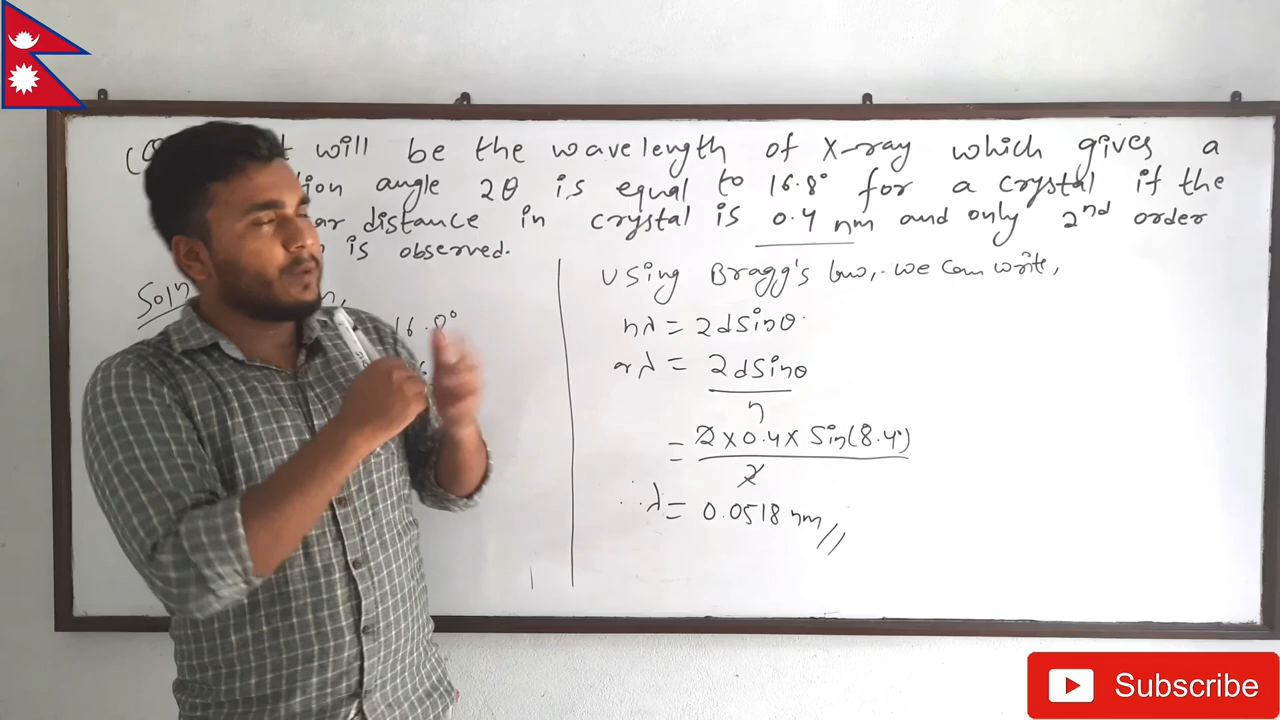 will be the wavelength of X-ray which gives a
angle 2θ is equal to 16.8° for a crystal if the
distance in crystal is 0.4 nm and only 2nd order
is observed.
Soln
16.8°
Using Bragg's law, we can write,
nλ = 2dSinθ
or λ = 2dSinθ
n
= 2 x 0.4 x Sin(8.4°)
2
∴ λ = 0.0518 nm //
Subscribe